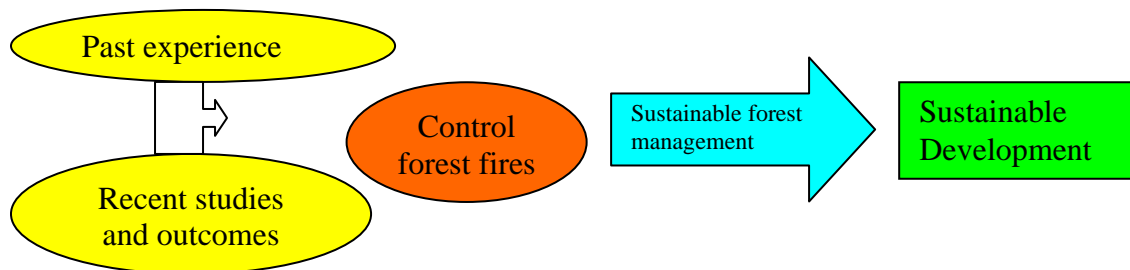 Past experience
Recent studies
and outcomes
Control
forest fires
Sustainable forest
management
Sustainable
Development